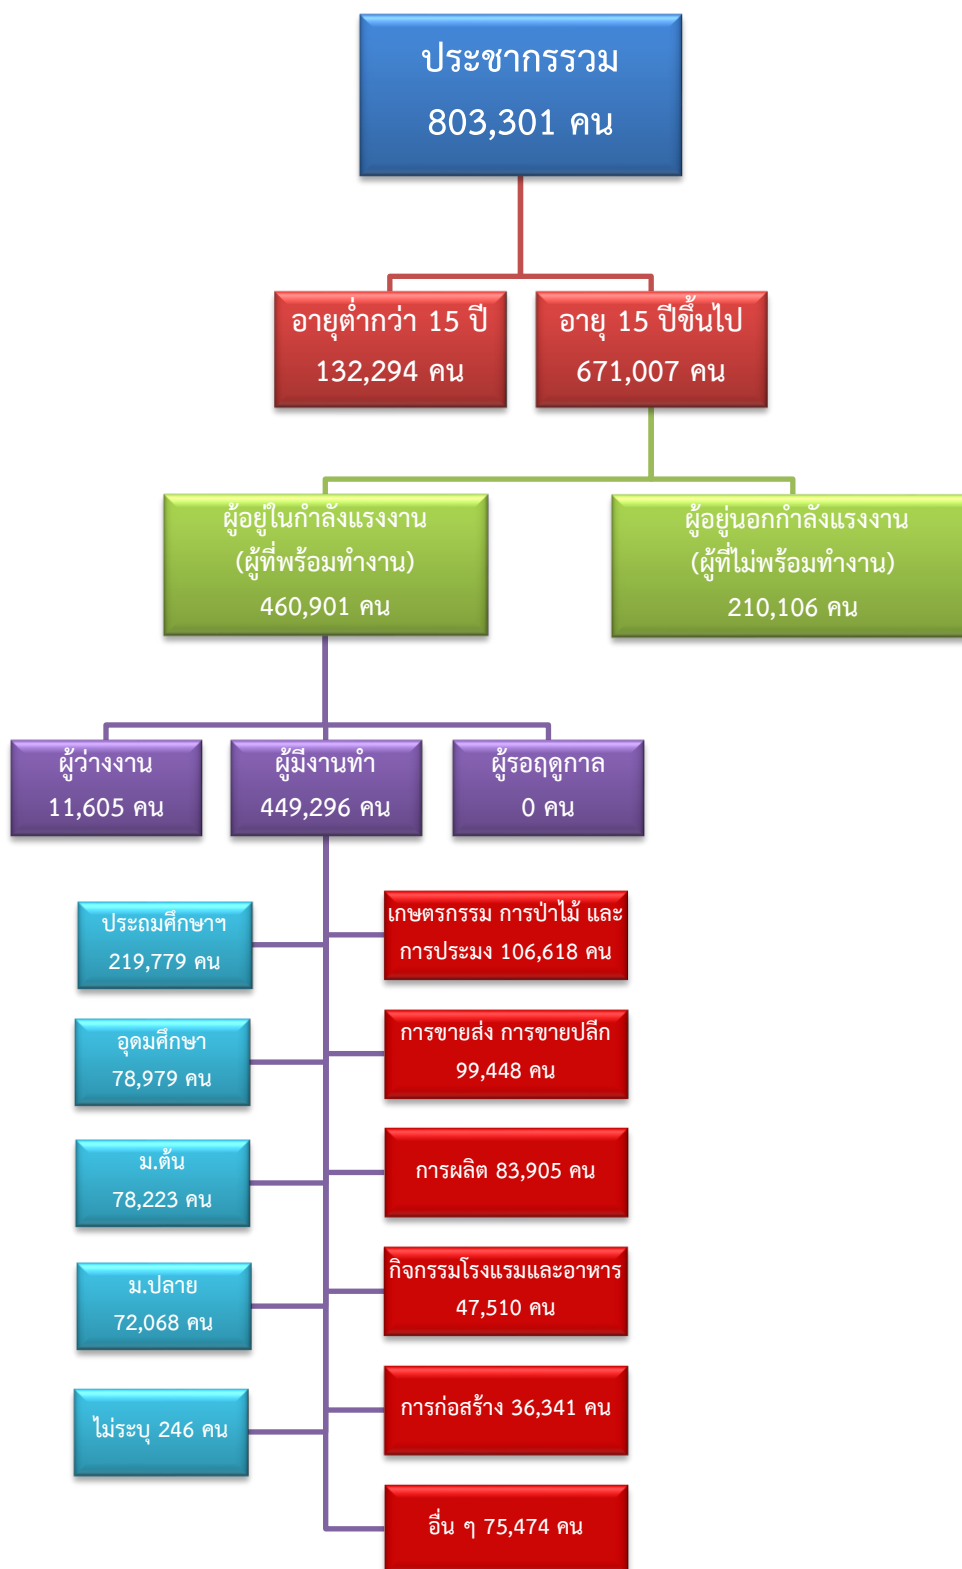 ประชากรรวม
803,301 คน
อายุต่ำกว่า 15 ปี
132,294 คน
อายุ 15 ปีขึ้นไป
671,007 คน
ผู้อยู่ในกำลังแรงงาน
(ผู้ที่พร้อมทำงาน)
460,901 คน
ผู้อยู่นอกกำลังแรงงาน
(ผู้ที่ไม่พร้อมทำงาน)
210,106 คน
ผู้ว่างงาน
11,605 คน
ผู้มีงานทำ
449,296 คน
ผู้รอฤดูกาล
0 คน
ประถมศึกษาฯ
219,779 คน
อุดมศึกษา
78,979 คน
ม.ต้น
78,223 คน
ม.ปลาย
72,068 คน
ไม่ระบุ 246 คน
เกษตรกรรม การป่าไม้ และ
การประมง 106,618 คน
การขายส่ง การขายปลีก
99,448 คน
การผลิต 83,905 คน
กิจกรรมโรงแรมและอาหาร
47,510 คน
การก่อสร้าง 36,341 คน
อื่น ๆ 75,474 คน